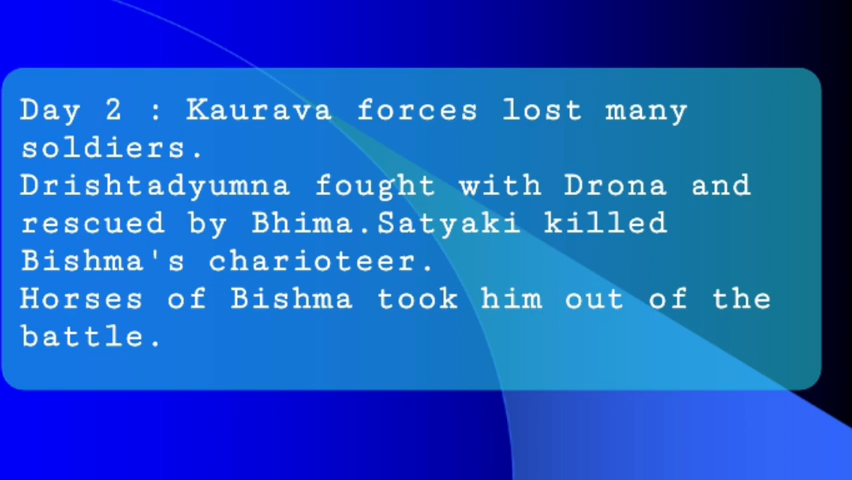 Day 2 : Kaurava forces lost many
soldiers.
Drishtadyumna fought with Drona and
rescued by Bhima.Satyaki killed
Bishma's charioteer.
Horses of Bishma took him out of the
battle.